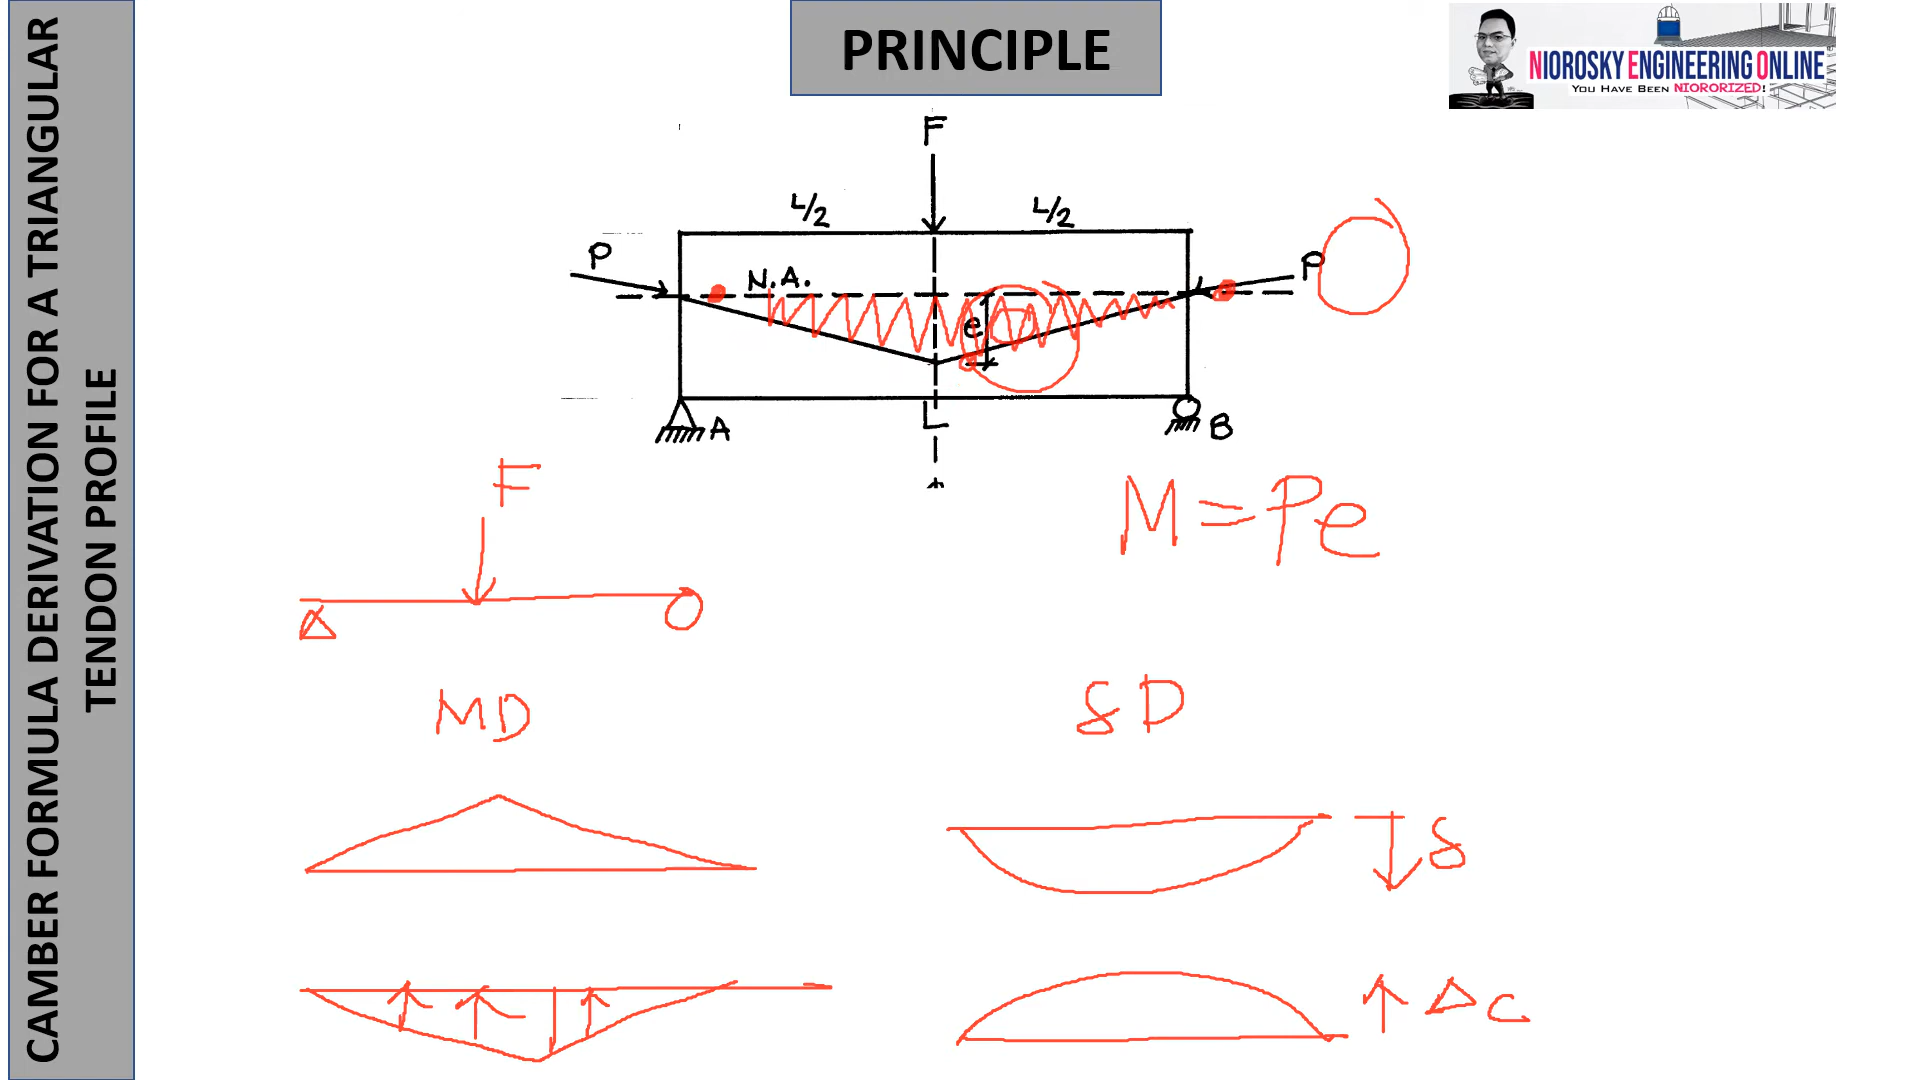 CAMBER FORMULA DERIVATION FOR A TRIANGULAR
TENDON PROFILE
PRINCIPLE
NIOROSKY ENGINEERING ONLINE
YOU HAVE BEEN NIORORIZED!
F
L/2 L/2
P P
N.A.
e
A L B
F
M = Pe
MD δD
δ
Δc